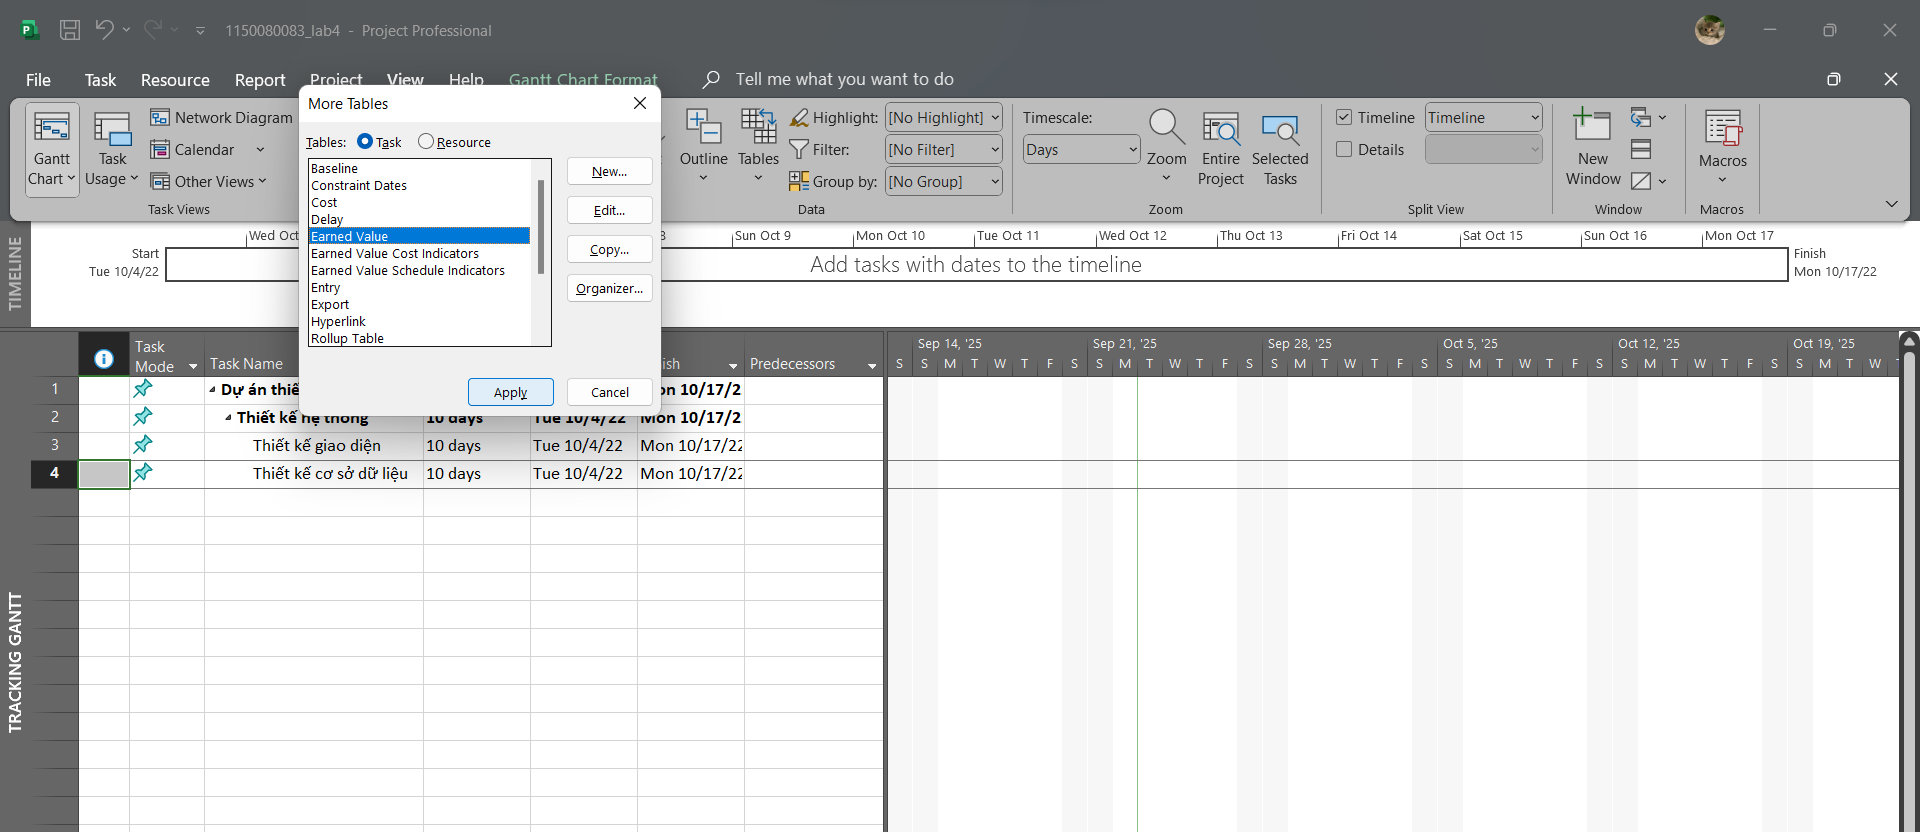 1150080083_lab4 - Project Professional
File Task Resource Report Project View Help Gantt Chart Format Tell me what you want to do
Gantt Chart
Task Usage
Network Diagram
Calendar
Other Views
Task Views
More Tables
Tables: Task Resource
Baseline
Constraint Dates
Cost
Delay
Earned Value
Earned Value Cost Indicators
Earned Value Schedule Indicators
Entry
Export
Hyperlink
Rollup Table
New...
Edit...
Copy...
Organizer...
Apply Cancel
Outline
Tables
Highlight: [No Highlight]
Filter: [No Filter]
Group by: [No Group]
Data
Timescale:
Days
Zoom
Entire Project
Selected Tasks
Zoom
Timeline Timeline
Details
Split View
New Window
Window
Macros
Macros
TIMELINE
Start
Tue 10/4/22
Wed Oct 8 Sun Oct 9 Mon Oct 10 Tue Oct 11 Wed Oct 12 Thu Oct 13 Fri Oct 14 Sat Oct 15 Sun Oct 16 Mon Oct 17
Add tasks with dates to the timeline
Finish
Mon 10/17/22
Task Mode Task Name ish Predecessors
Sep 14, '25 Sep 21, '25 Sep 28, '25 Oct 5, '25 Oct 12, '25 Oct 19, '25
S S M T W T F S S M T W T F S S M T W T F S S M T W T F S S M T W T F S S M T W T
1 Dự án thiế on 10/17/2
2 Thiết kế hệ thống 10 days Tue 10/4/22 Mon 10/17/2
3 Thiết kế giao diện 10 days Tue 10/4/22 Mon 10/17/22
4 Thiết kế cơ sở dữ liệu 10 days Tue 10/4/22 Mon 10/17/22
TRACKING GANTT